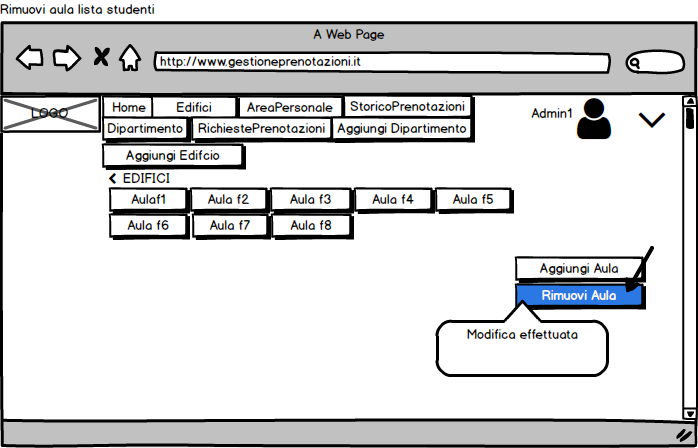 Rimuovi aula lista studenti
A Web Page
http://www.gestioneprenotazioni.it
LOGO
Home Edifici AreaPersonale StoricoPrenotazioni
Admin1
Dipartimento RichiestePrenotazioni Aggiungi Dipartimento
Aggiungi Edifcio
< EDIFICI
Aulaf1 Aula f2 Aula f3 Aula f4 Aula f5
Aula f6 Aula f7 Aula f8
Aggiungi Aula
Rimuovi Aula
Modifica effettuata